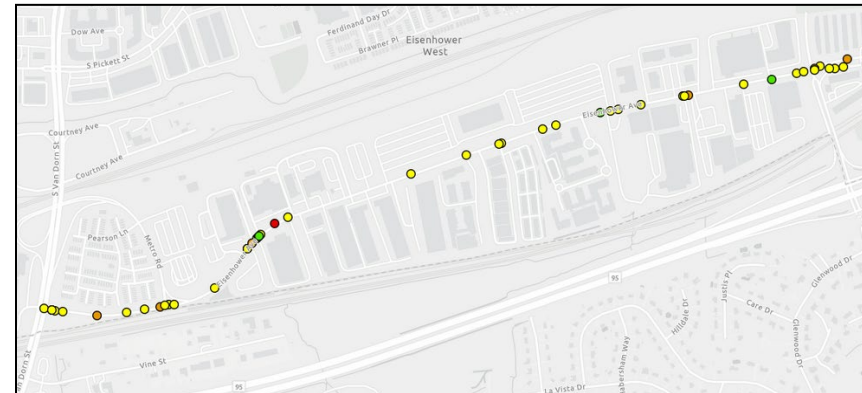 Ferdinand Day Dr
Dow Ave
Brawner Pl
Eisenhower
West
S Pickett St
Eisenhower Ave
Courtney Ave
S Van Dorn St
Courtney Ave
Pearson Ln
Metro Rd
Eisenhower
95
Glenwood Dr
Justis Pl
Care Dr
Hilldale Dr
Glenwood Dr
Vine St
95
La Vista Dr